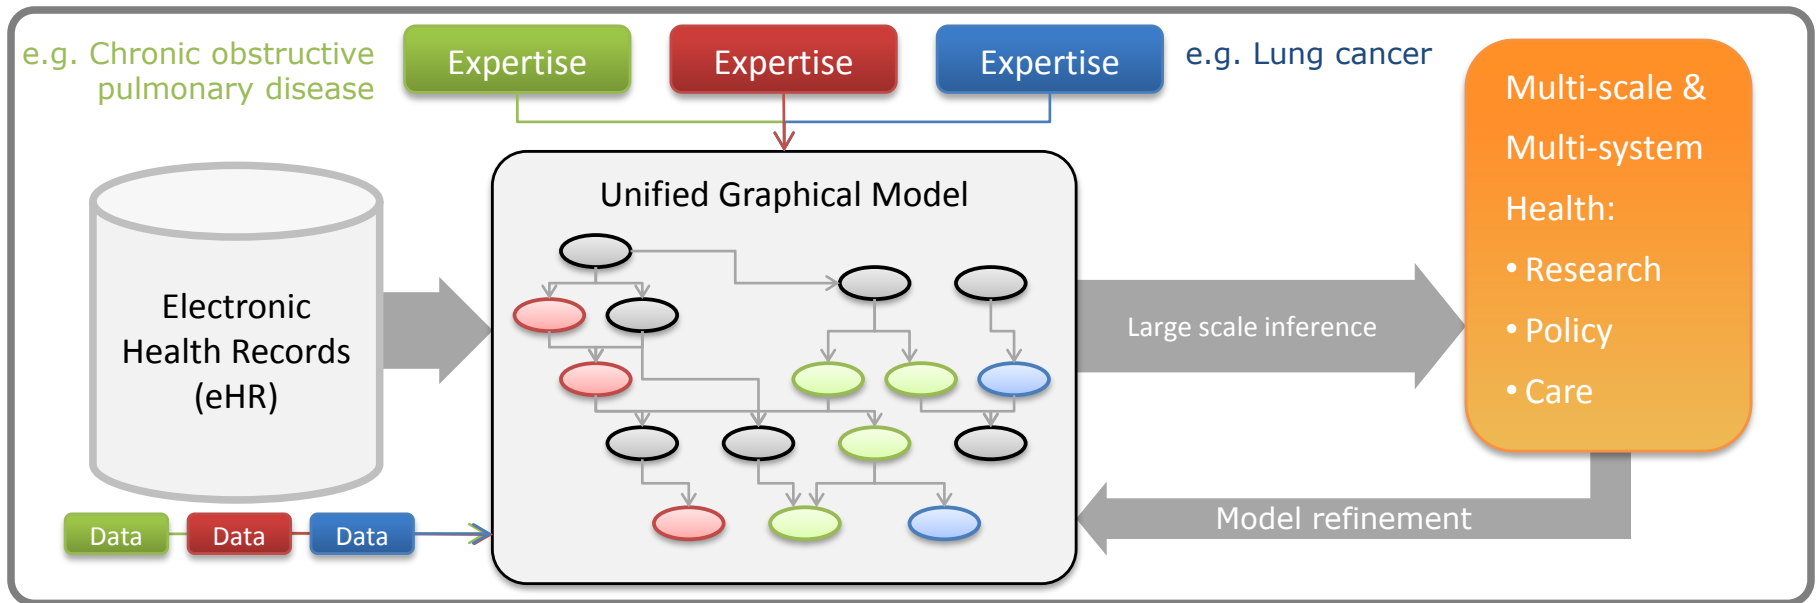 e.g. Chronic obstructive
pulmonary disease
Expertise
Expertise
Expertise
e.g. Lung cancer
Multi-scale &
Multi-system
Health:
• Research
• Policy
• Care
Unified Graphical Model
Electronic
Health Records
(eHR)
Large scale inference
Model refinement
Data
Data
Data